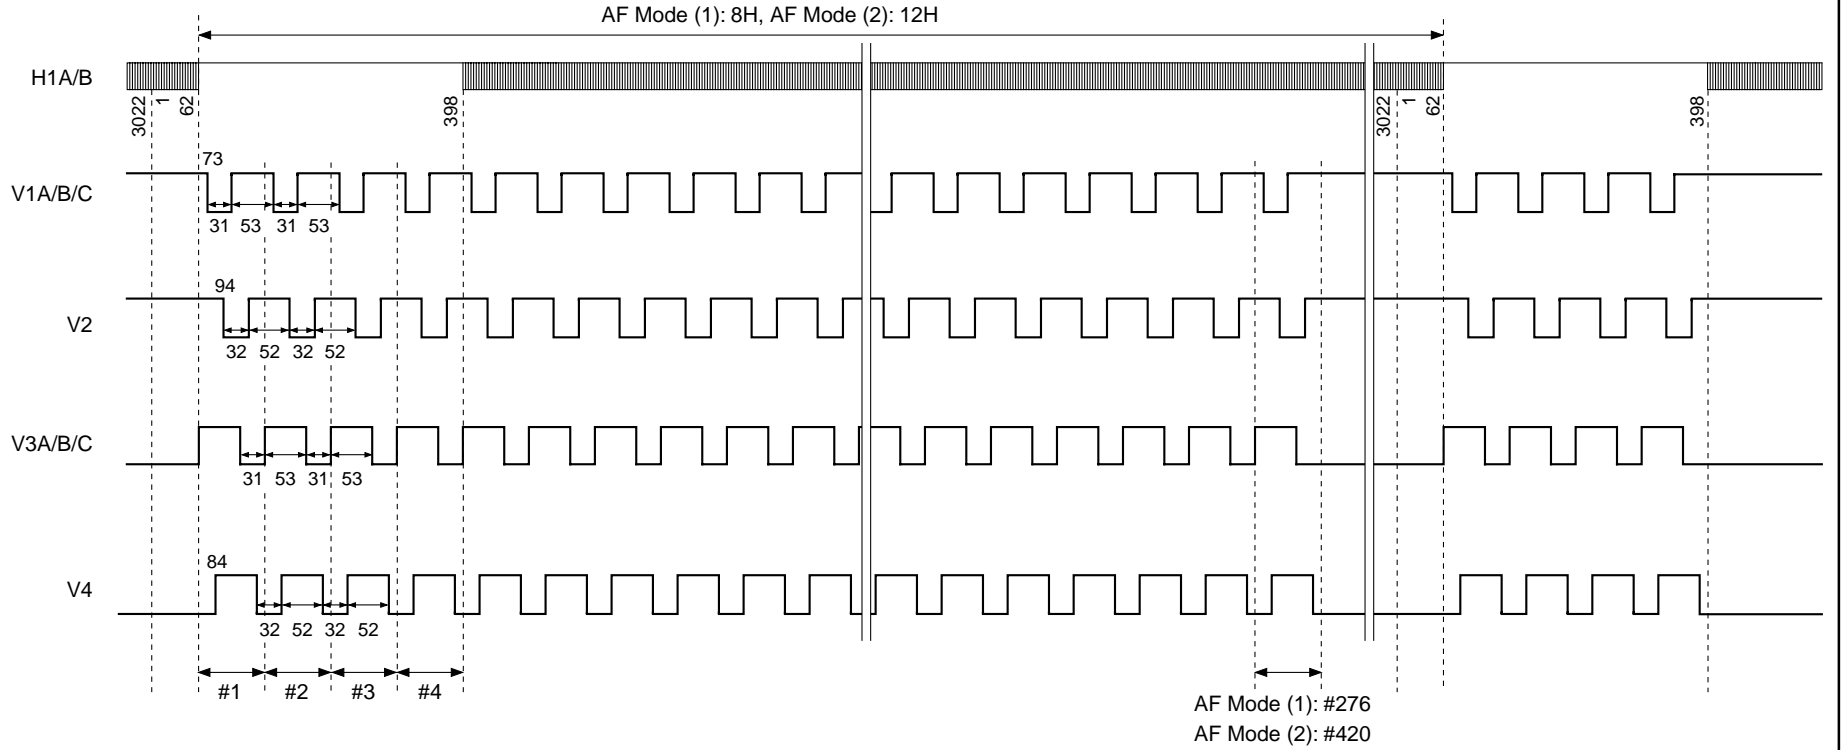 AF Mode (1): 8H, AF Mode (2): 12H
H1A/B
3022
1
62
398
3022
1
62
398
73
V1A/B/C
31 53 31 53
94
V2
32 52 32 52
V3A/B/C
31 53 31 53
84
V4
32 52 32 52
#1 #2 #3 #4
AF Mode (1): #276
AF Mode (2): #420